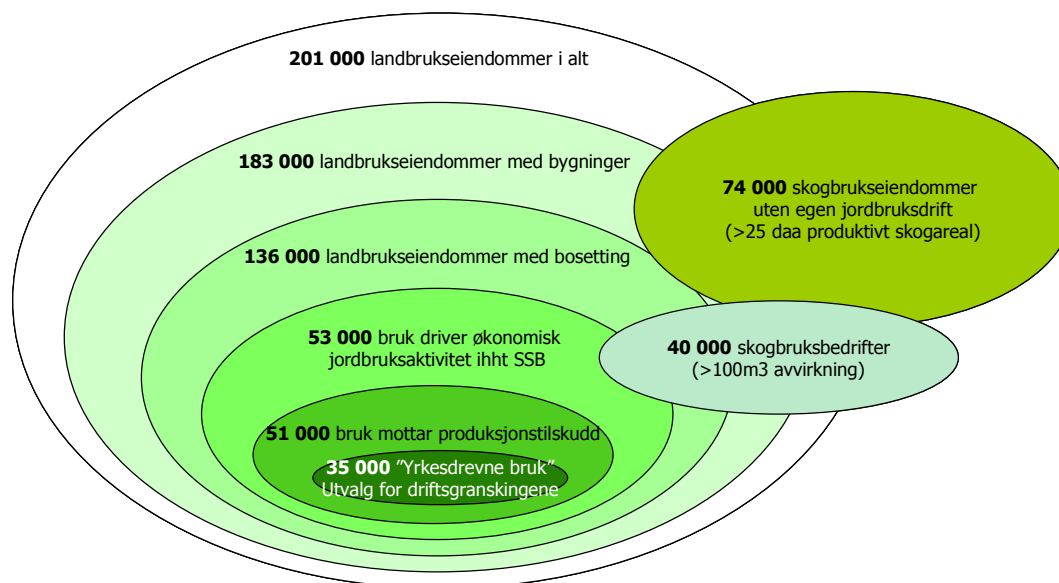 201 000 landbrukseiendommer i alt
183 000 landbrukseiendommer med bygninger
74 000 skogbrukseiendommer
uten egen jordbruksdrift
(>25 daa produktivt skogareal)
136 000 landbrukseiendommer med bosetting
53 000 bruk driver økonomisk
jordbruksaktivitet ihht SSB
40 000 skogbruksbedrifter
(>100m3 avvirkning)
51 000 bruk mottar produksjonstilskudd
35 000 ”Yrkesdrevne bruk”
Utvalg for driftsgranskingene